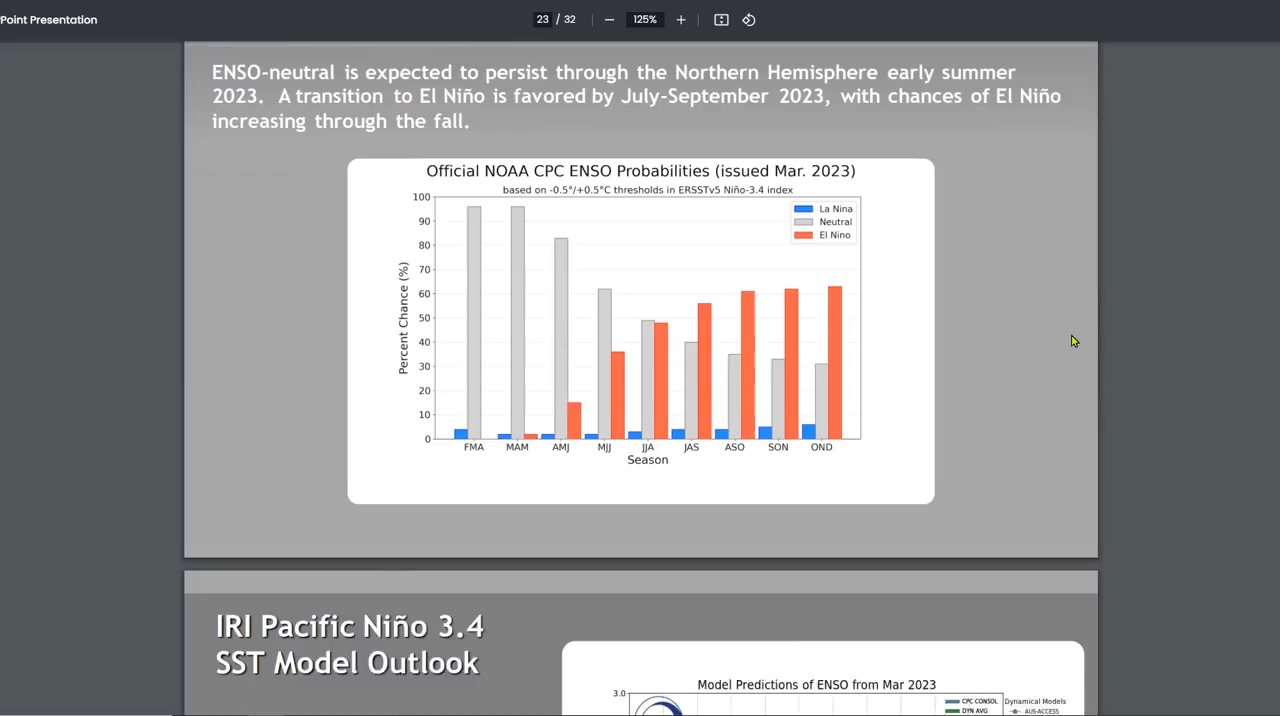 Point Presentation
23 / 32
125%
ENSO-neutral is expected to persist through the Northern Hemisphere early summer
2023. A transition to El Niño is favored by July-September 2023, with chances of El Niño
increasing through the fall.
Official NOAA CPC ENSO Probabilities (issued Mar. 2023)
based on -0.5°/+0.5°C thresholds in ERSSTv5 Niño-3.4 index
La Nina
Neutral
El Nino
Percent Chance (%)
100
90
80
70
60
50
40
30
20
10
0
FMA MAM AMJ MJJ JJA JAS ASO SON OND
Season
IRI Pacific Niño 3.4
SST Model Outlook
Model Predictions of ENSO from Mar 2023
3.0
CPC CONSOL Dynamical Models
DYN AVG AUS-ACCESS